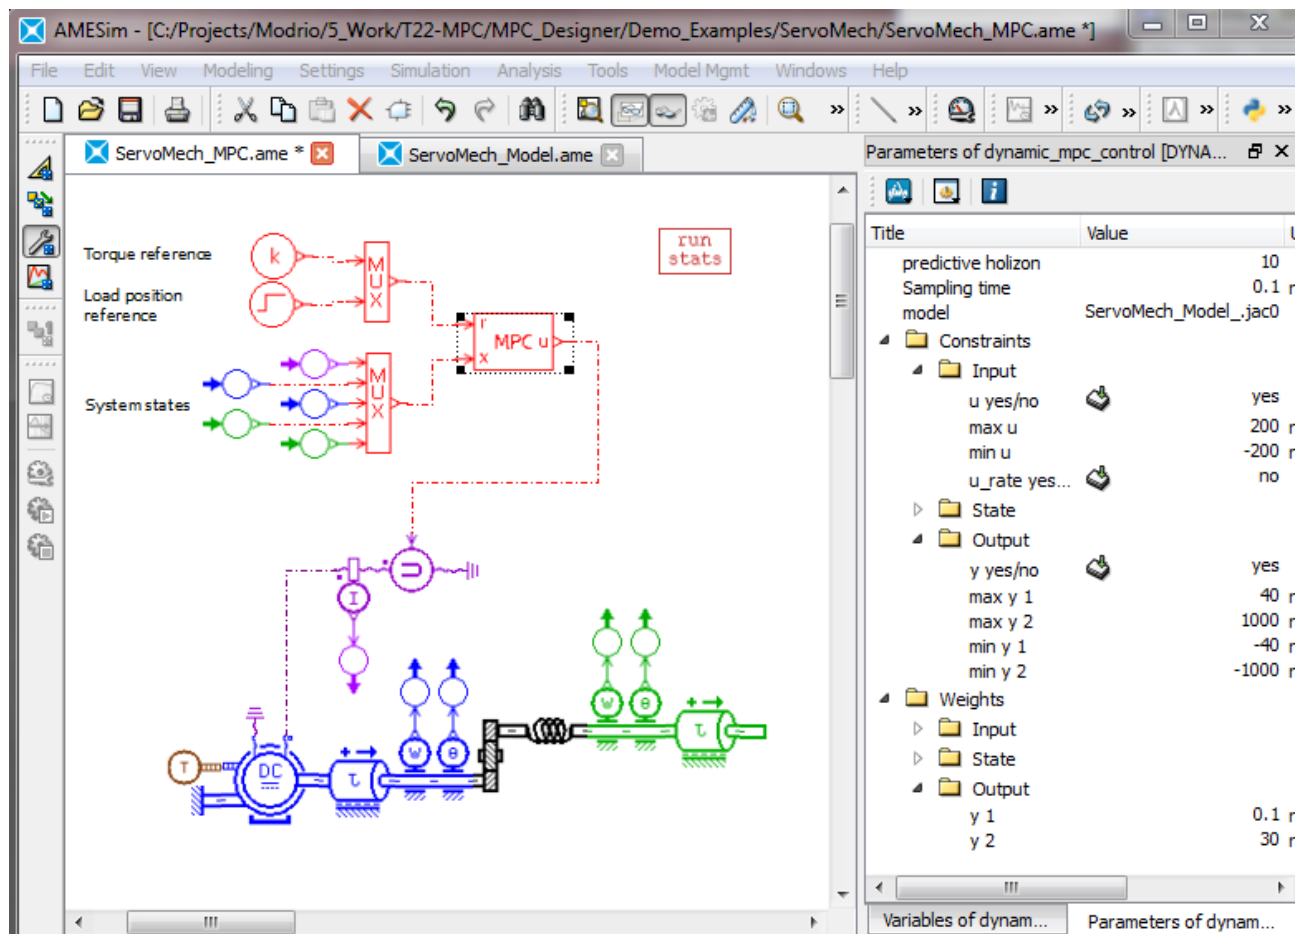 AMESim - [C:/Projects/Modrio/5_Work/T22-MPC/MPC_Designer/Demo_Examples/ServoMech/ServoMech_MPC.ame *]
File Edit View Modeling Settings Simulation Analysis Tools Model Mgmt Windows Help
ServoMech_MPC.ame *
ServoMech_Model.ame
Parameters of dynamic_mpc_control [DYNA...
Torque reference
k
MUX
Load position
reference
run
stats
r
MPC u
x
System states
MUX
I
W
θ
W
θ
τ
T
DC
τ
Title Value
predictive holizon 10
Sampling time 0.1
model ServoMech_Model_.jac0
Constraints
Input
u yes/no yes
max u 200
min u -200
u_rate yes... no
State
Output
y yes/no yes
max y 1 40
max y 2 1000
min y 1 -40
min y 2 -1000
Weights
Input
State
Output
y 1 0.1
y 2 30
Variables of dynam...
Parameters of dynam...